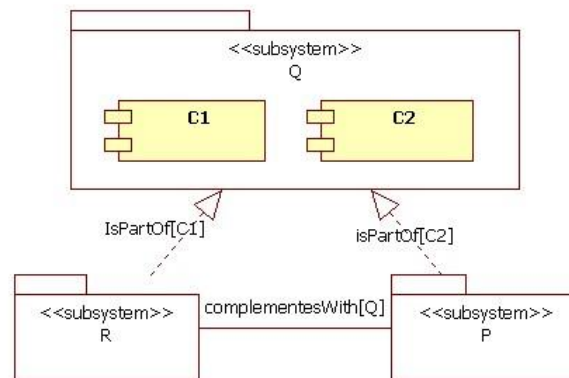 <<subsystem>>
Q
C1
C2
IsPartOf[C1]
isPartOf[C2]
complementesWith[Q]
<<subsystem>>
R
<<subsystem>>
P